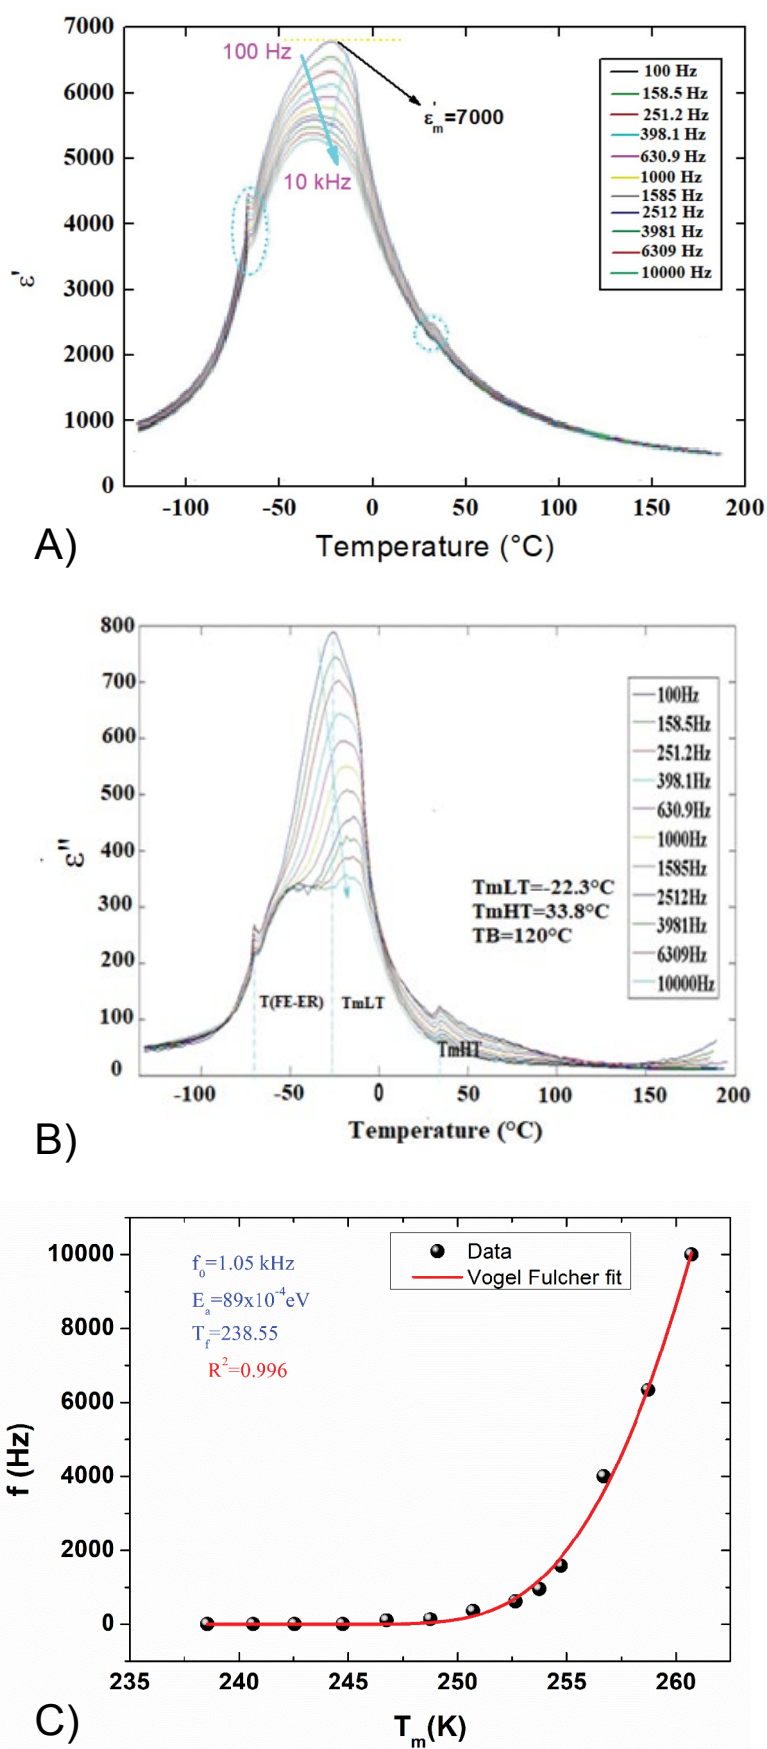 7000
6000
5000
4000
3000
2000
1000
0
ε'
100 Hz
10 kHz
ε'm=7000
100 Hz
158.5 Hz
251.2 Hz
398.1 Hz
630.9 Hz
1000 Hz
1585 Hz
2512 Hz
3981 Hz
6309 Hz
10000 Hz
-100 -50 0 50 100 150 200
Temperature (°C)
A)
800
700
600
500
400
300
200
100
0
ε"
100Hz
158.5Hz
251.2Hz
398.1Hz
630.9Hz
1000Hz
1585Hz
2512Hz
3981Hz
6309Hz
10000Hz
TmLT=-22.3°C
TmHT=33.8°C
TB=120°C
T(FE-ER) TmLT
TmHT
-100 -50 0 50 100 150 200
Temperature (°C)
B)
10000
8000
6000
4000
2000
0
f (Hz)
f₀=1.05 kHz
Eₐ=89x10⁻⁴eV
Tf=238.55
R²=0.996
Data
Vogel Fulcher fit
235 240 245 250 255 260
Tm(K)
C)